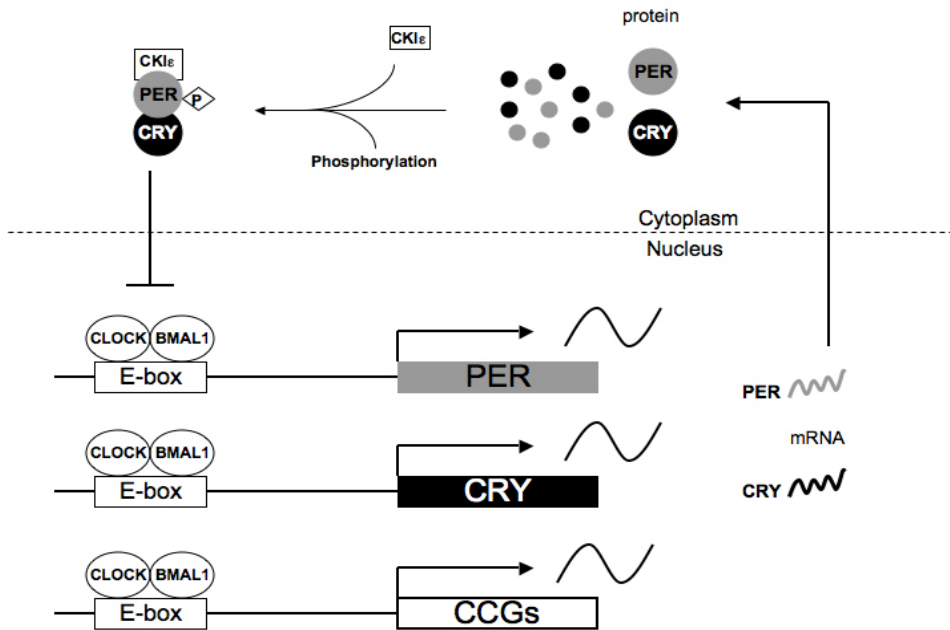 protein
CKIε
CKIε
PER
P
CRY
PER
CRY
Phosphorylation
Cytoplasm
Nucleus
CLOCK BMAL1
E-box
PER
PER
mRNA
CRY
CLOCK BMAL1
E-box
CRY
CLOCK BMAL1
E-box
CCGs